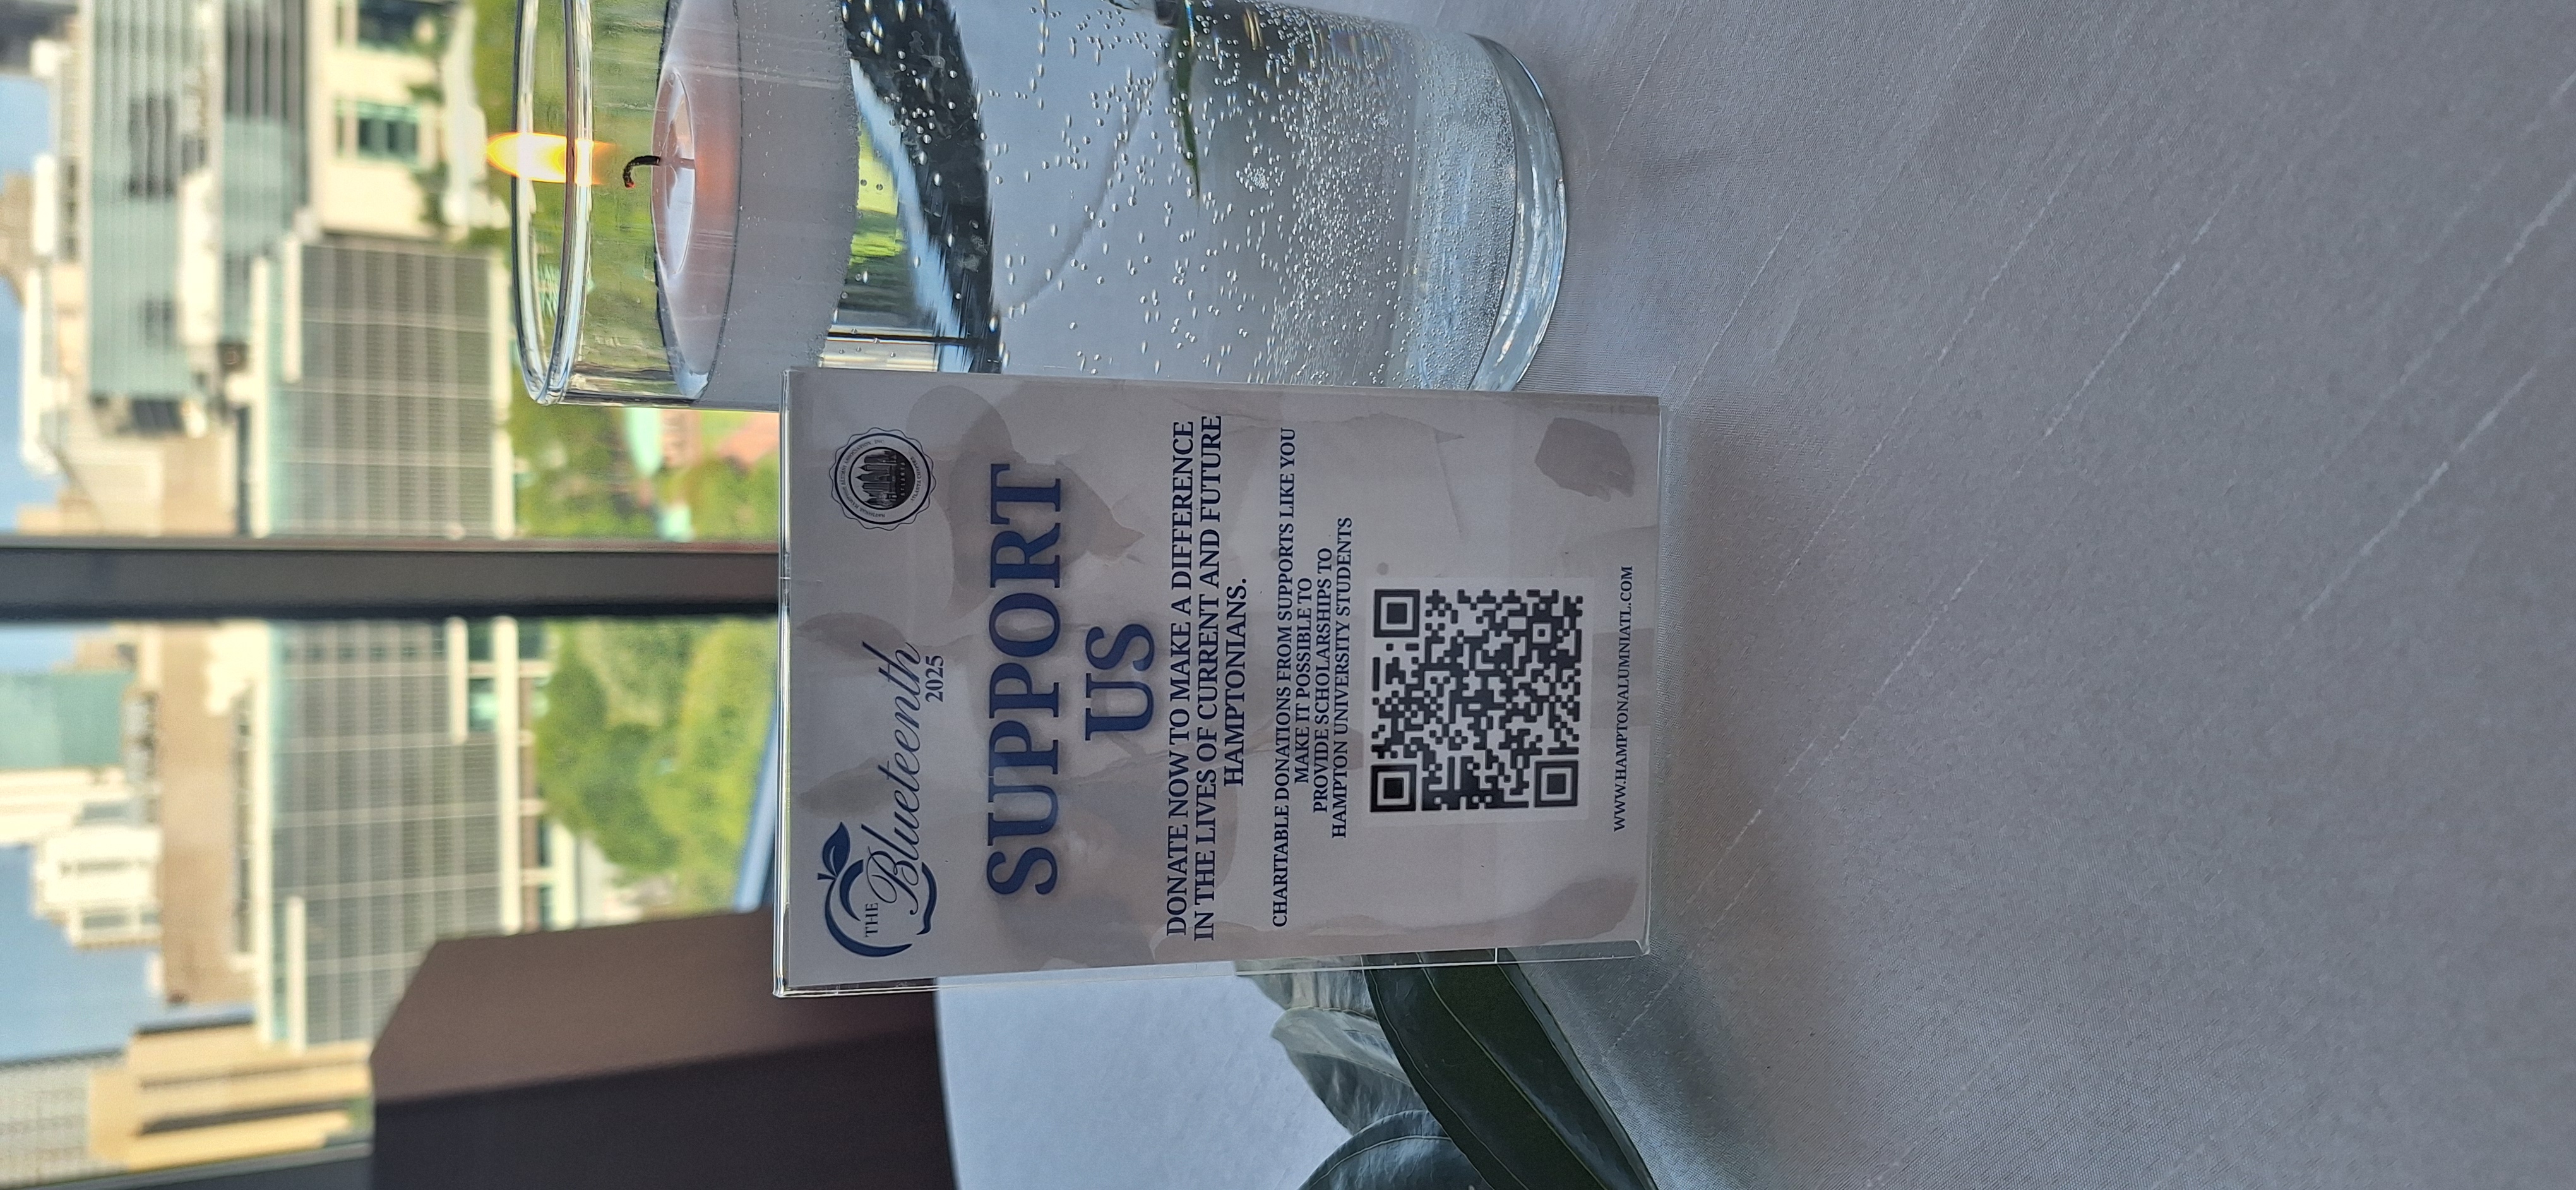 THE
Blueteenth
2025
SUPPORT
US
DONATE NOW TO MAKE A DIFFERENCE
IN THE LIVES OF CURRENT AND FUTURE
HAMPTONIANS.
CHARITABLE DONATIONS FROM SUPPORTS LIKE YOU
MAKE IT POSSIBLE TO
PROVIDE SCHOLARSHIPS TO
HAMPTON UNIVERSITY STUDENTS
WWW.HAMPTONALUMNIATL.COM